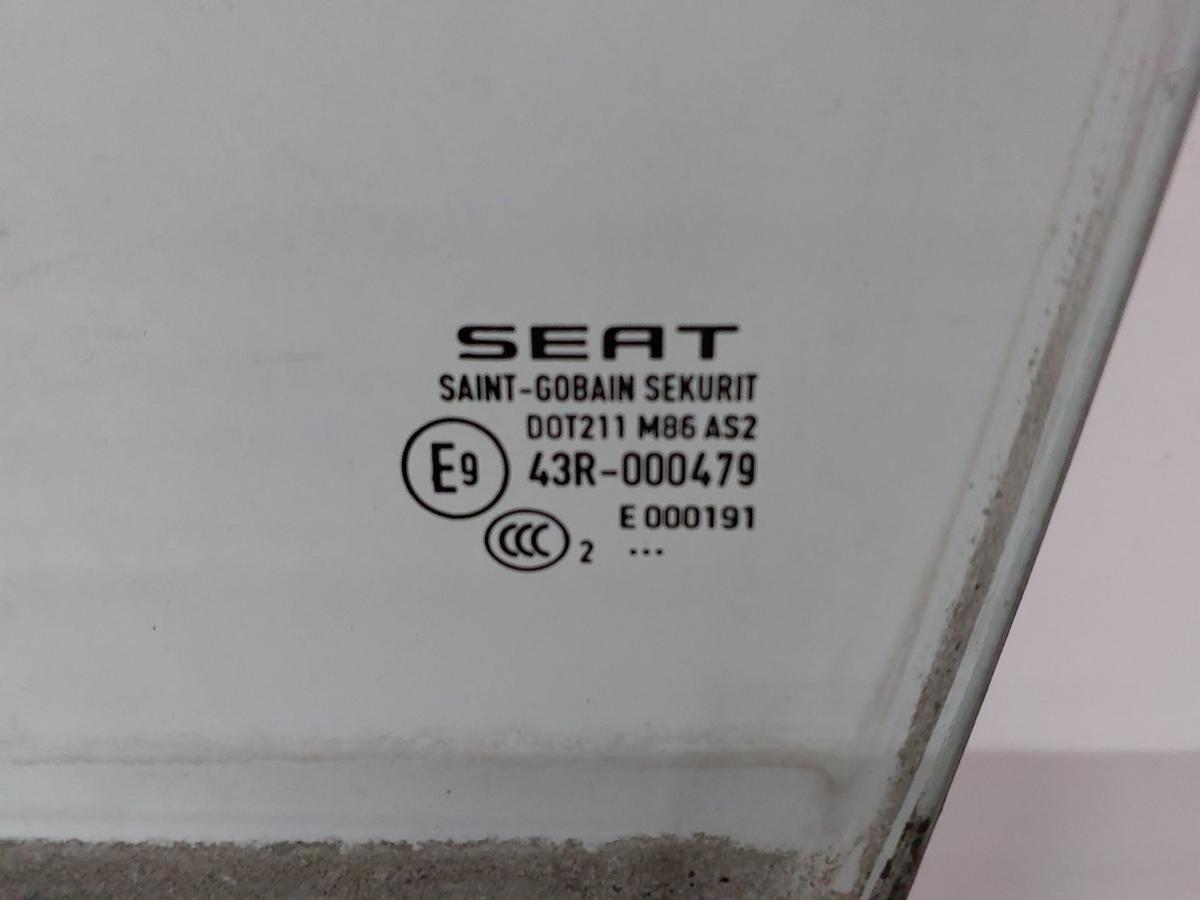 SEAT
SAINT-GOBAIN SEKURIT
DOT211 M86 AS2
E9 43R-000479
E 000191
CCC 2 ...